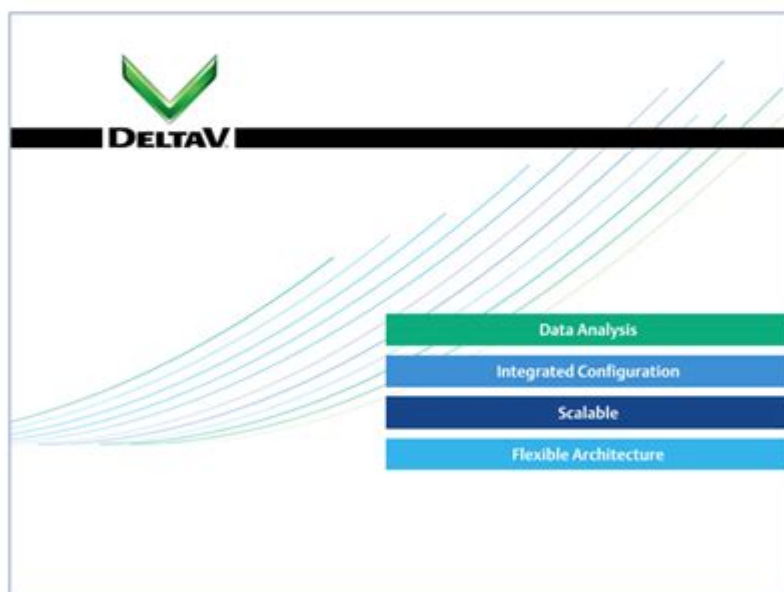 DELTAV
Data Analysis
Integrated Configuration
Scalable
Flexible Architecture